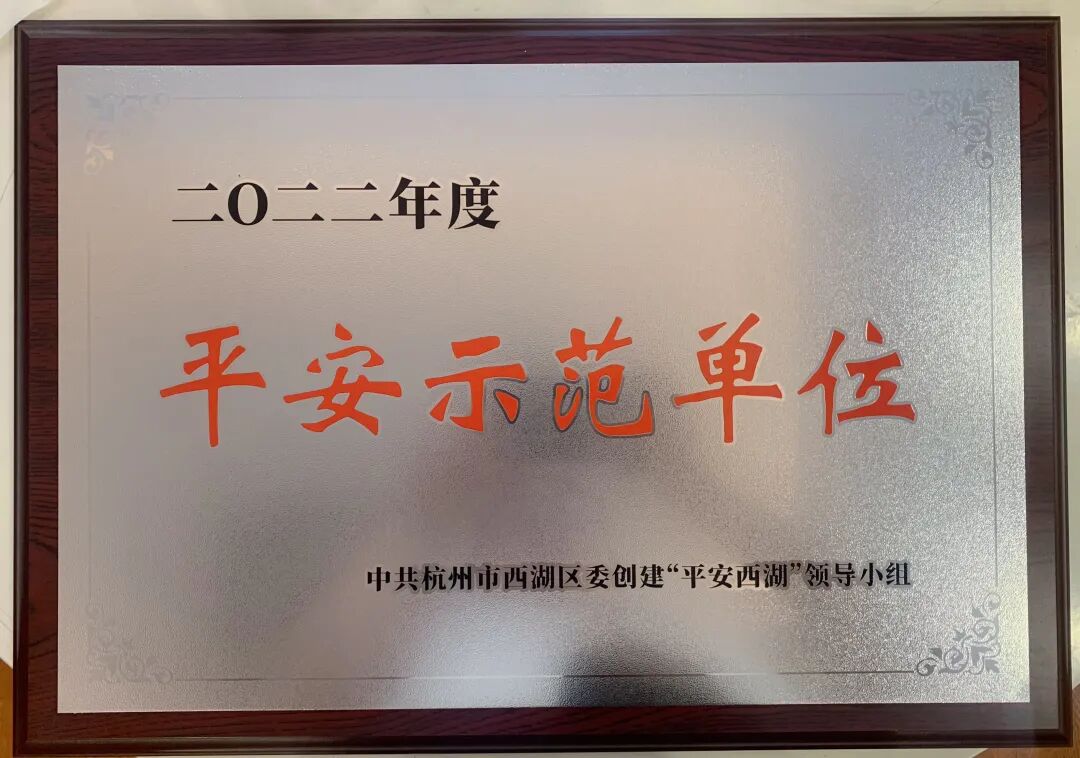 二O二二年度
平安示范单位
中共杭州市西湖区委创建“平安西湖”领导小组